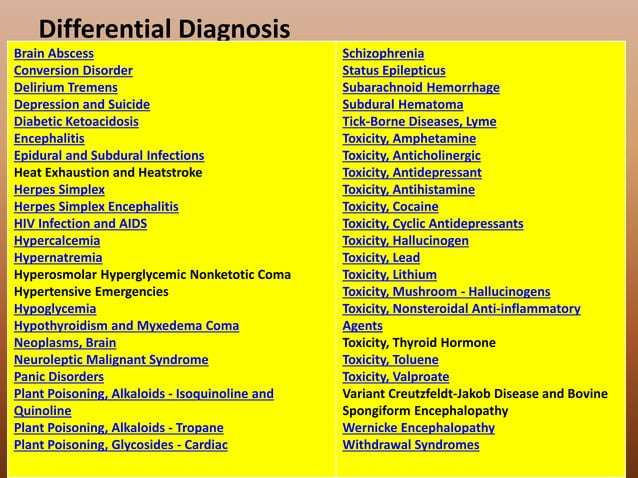 Differential Diagnosis
Brain Abscess
Conversion Disorder
Delirium Tremens
Depression and Suicide
Diabetic Ketoacidosis
Encephalitis
Epidural and Subdural Infections
Heat Exhaustion and Heatstroke
Herpes Simplex
Herpes Simplex Encephalitis
HIV Infection and AIDS
Hypercalcemia
Hypernatremia
Hyperosmolar Hyperglycemic Nonketotic Coma
Hypertensive Emergencies
Hypoglycemia
Hypothyroidism and Myxedema Coma
Neoplasms, Brain
Neuroleptic Malignant Syndrome
Panic Disorders
Plant Poisoning, Alkaloids - Isoquinoline and
Quinoline
Plant Poisoning, Alkaloids - Tropane
Plant Poisoning, Glycosides - Cardiac
Schizophrenia
Status Epilepticus
Subarachnoid Hemorrhage
Subdural Hematoma
Tick-Borne Diseases, Lyme
Toxicity, Amphetamine
Toxicity, Anticholinergic
Toxicity, Antidepressant
Toxicity, Antihistamine
Toxicity, Cocaine
Toxicity, Cyclic Antidepressants
Toxicity, Hallucinogen
Toxicity, Lead
Toxicity, Lithium
Toxicity, Mushroom - Hallucinogens
Toxicity, Nonsteroidal Anti-inflammatory
Agents
Toxicity, Thyroid Hormone
Toxicity, Toluene
Toxicity, Valproate
Variant Creutzfeldt-Jakob Disease and Bovine
Spongiform Encephalopathy
Wernicke Encephalopathy
Withdrawal Syndromes